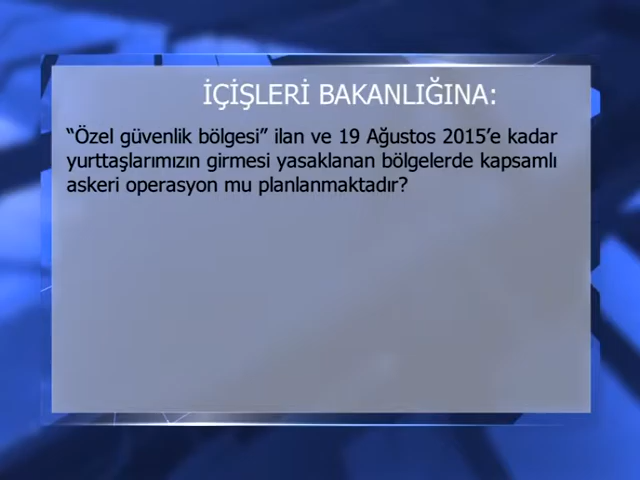 İÇİŞLERİ BAKANLIĞINA:
“Özel güvenlik bölgesi” ilan ve 19 Ağustos 2015’e kadar
yurttaşlarımızın girmesi yasaklanan bölgelerde kapsamlı
askeri operasyon mu planlanmaktadır?